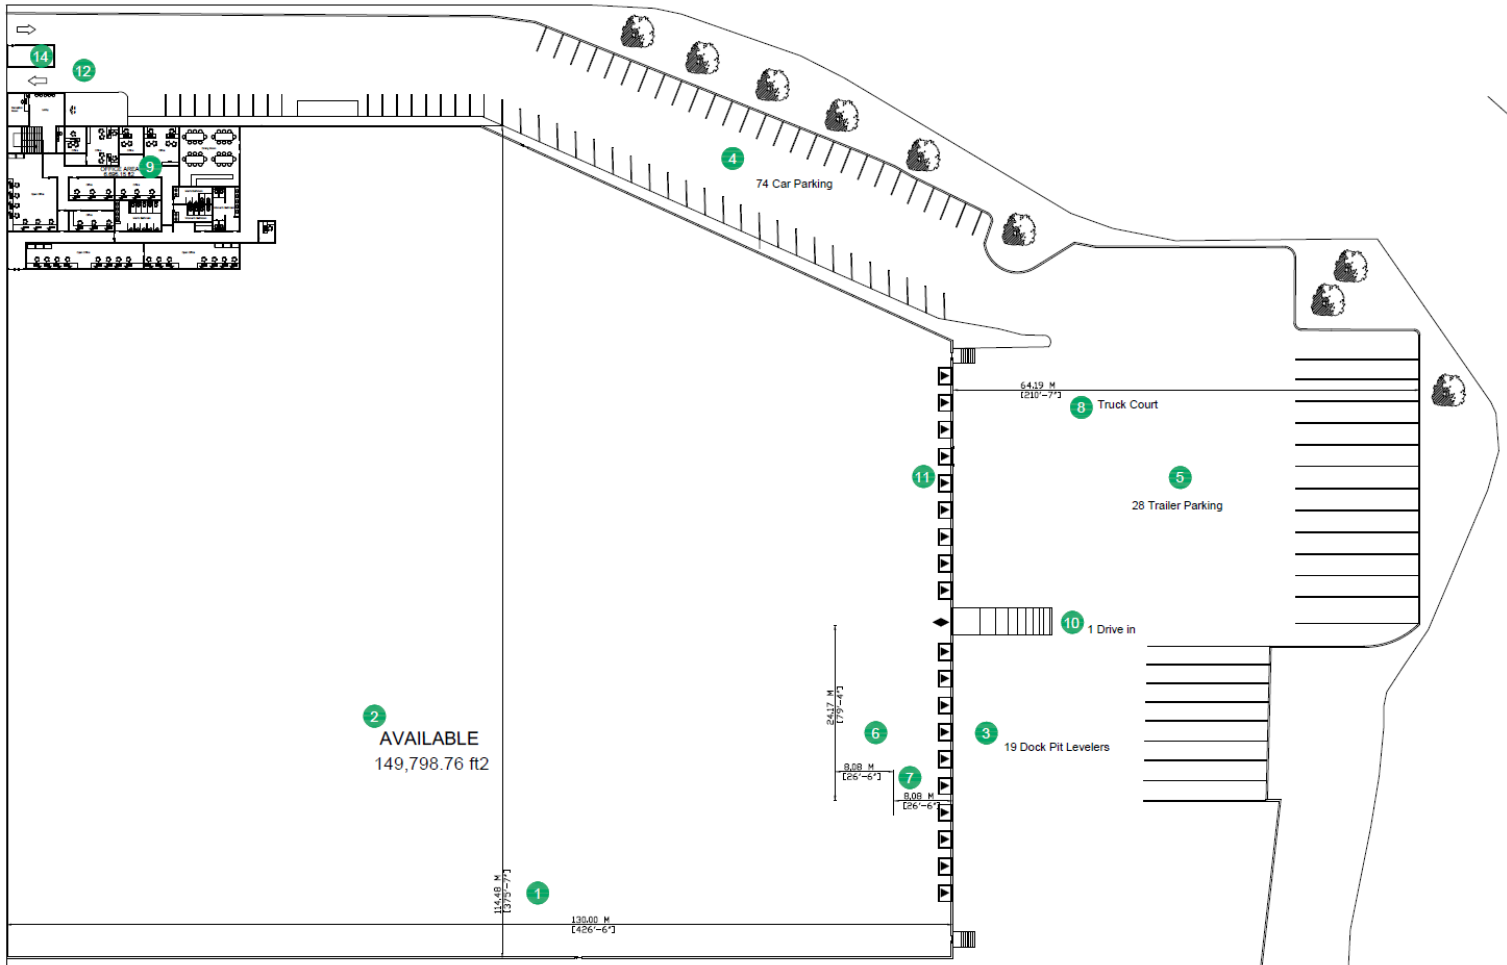 14
12
9
OFFICE AREA
4
74 Car Parking
64.19 M
[210'-7"]
8
Truck Court
11
5
28 Trailer Parking
10
1 Drive in
2
AVAILABLE
149,798.76 ft2
24.17 M
[79'-4"]
6
3
19 Dock Pit Levelers
8.08 M
[26'-6"]
7
8.08 M
[26'-6"]
114.48 M
[375'-7"]
1
130.00 M
[426'-6"]